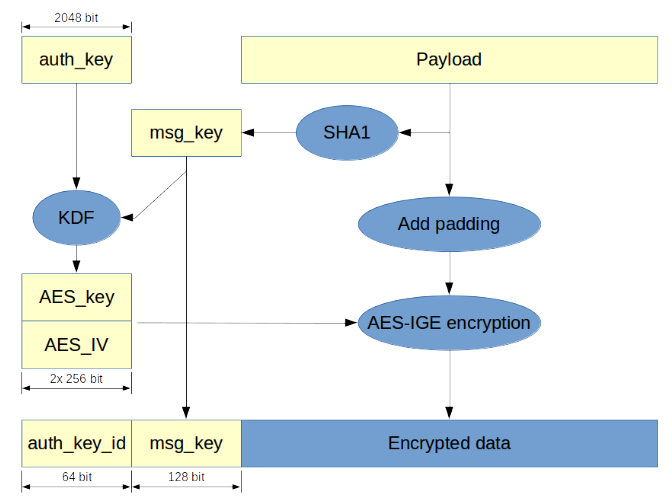 2048 bit
auth_key
Payload
msg_key
SHA1
KDF
Add padding
AES_key
AES-IGE encryption
AES_IV
2x 256 bit
auth_key_id
msg_key
Encrypted data
64 bit
128 bit